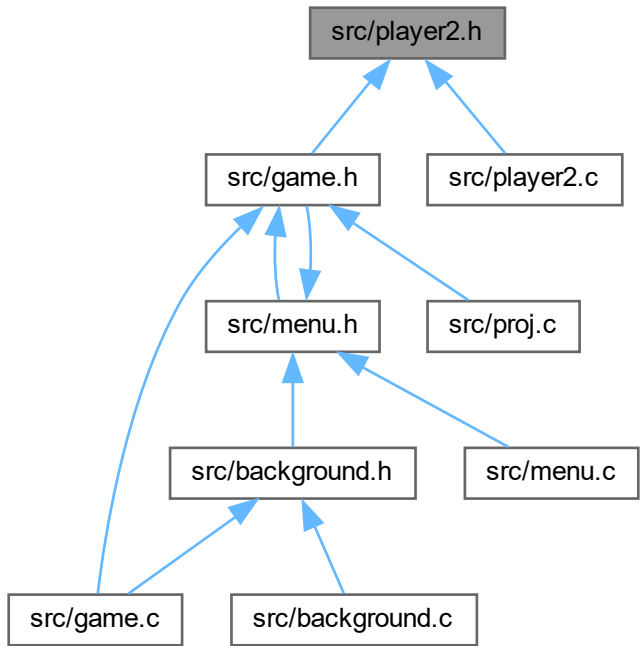 src/player2.h
src/game.h
src/player2.c
src/menu.h
src/proj.c
src/background.h
src/menu.c
src/game.c
src/background.c